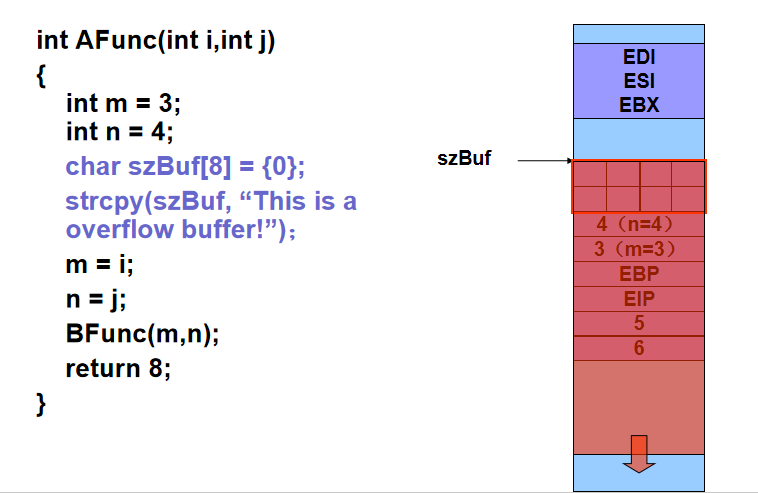 int AFunc(int i,int j)
{
int m = 3;
int n = 4;
char szBuf[8] = {0};
strcpy(szBuf, “This is a
overflow buffer!”)；
m = i;
n = j;
BFunc(m,n);
return 8;
}
EDI
ESI
EBX
szBuf
4（n=4）
3（m=3）
EBP
EIP
5
6